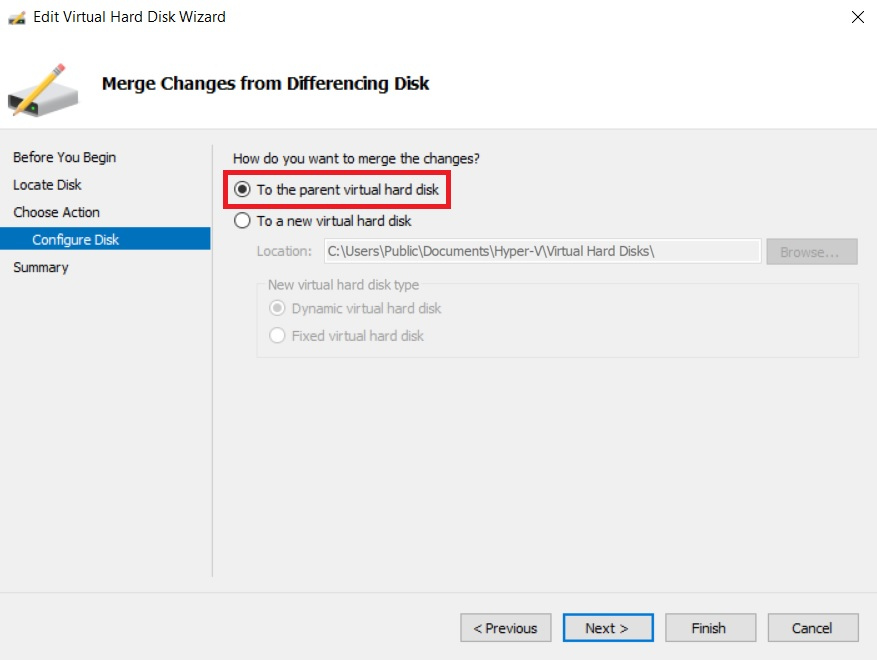 Edit Virtual Hard Disk Wizard
Merge Changes from Differencing Disk
Before You Begin
Locate Disk
Choose Action
Configure Disk
Summary
How do you want to merge the changes?
To the parent virtual hard disk
To a new virtual hard disk
Location: C:\Users\Public\Documents\Hyper-V\Virtual Hard Disks\ Browse...
New virtual hard disk type
Dynamic virtual hard disk
Fixed virtual hard disk
< Previous Next > Finish Cancel